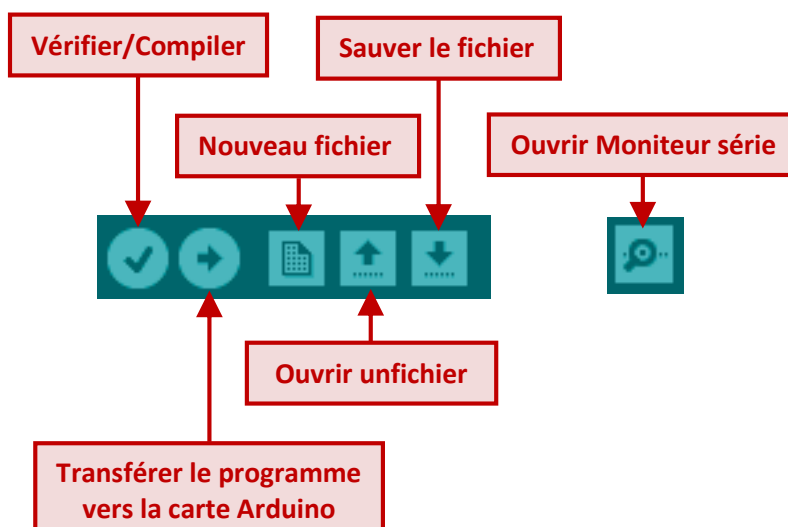 Vérifier/Compiler
Sauver le fichier
Nouveau fichier
Ouvrir Moniteur série
Ouvrir unfichier
Transférer le programme
vers la carte Arduino